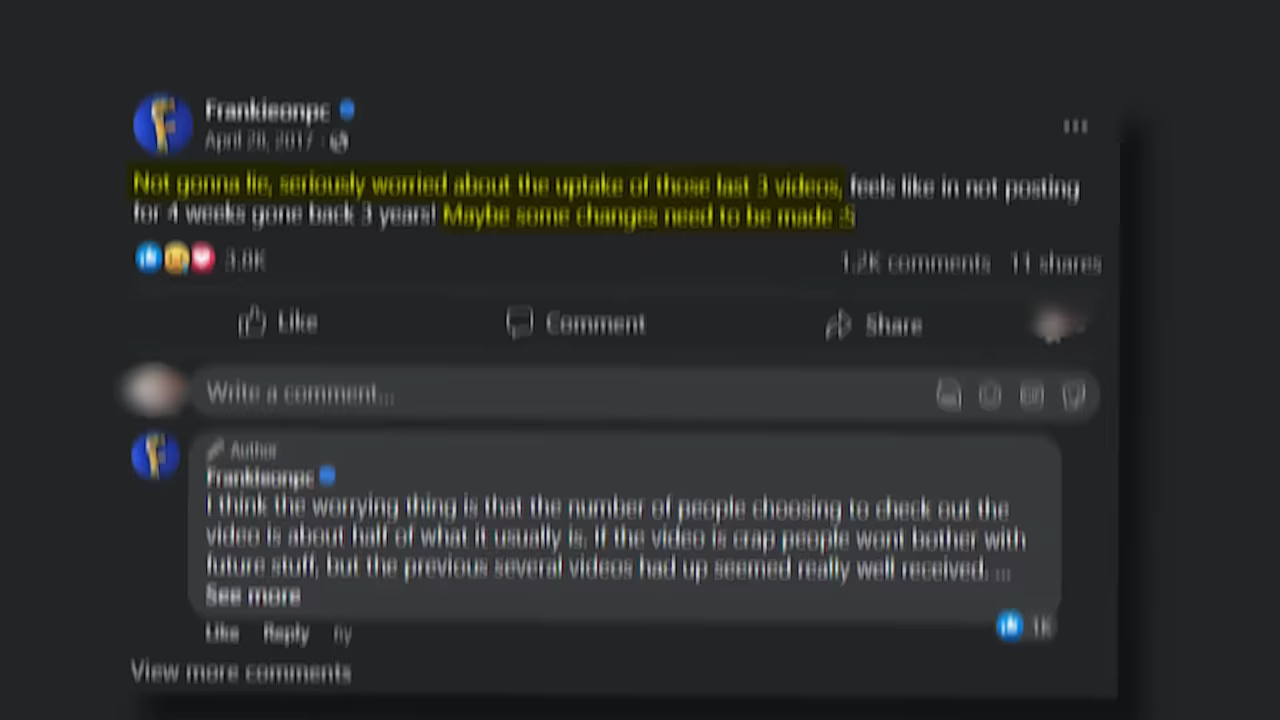 Frankieonpc
April 28, 2017
Not gonna lie, seriously worried about the uptake of those last 3 videos, feels like in not posting
for 4 weeks gone back 3 years! Maybe some changes need to be made :S
1.2K comments 11 shares
Like Comment Share
Write a comment...
Author
Frankieonpc
I think the worrying thing is that the number of people choosing to check out the
video is about half of what it usually is. If the video is crap people wont bother with
future stuff, but the previous several videos had up seemed really well received. ...
See more
1K
Like Reply
View more comments